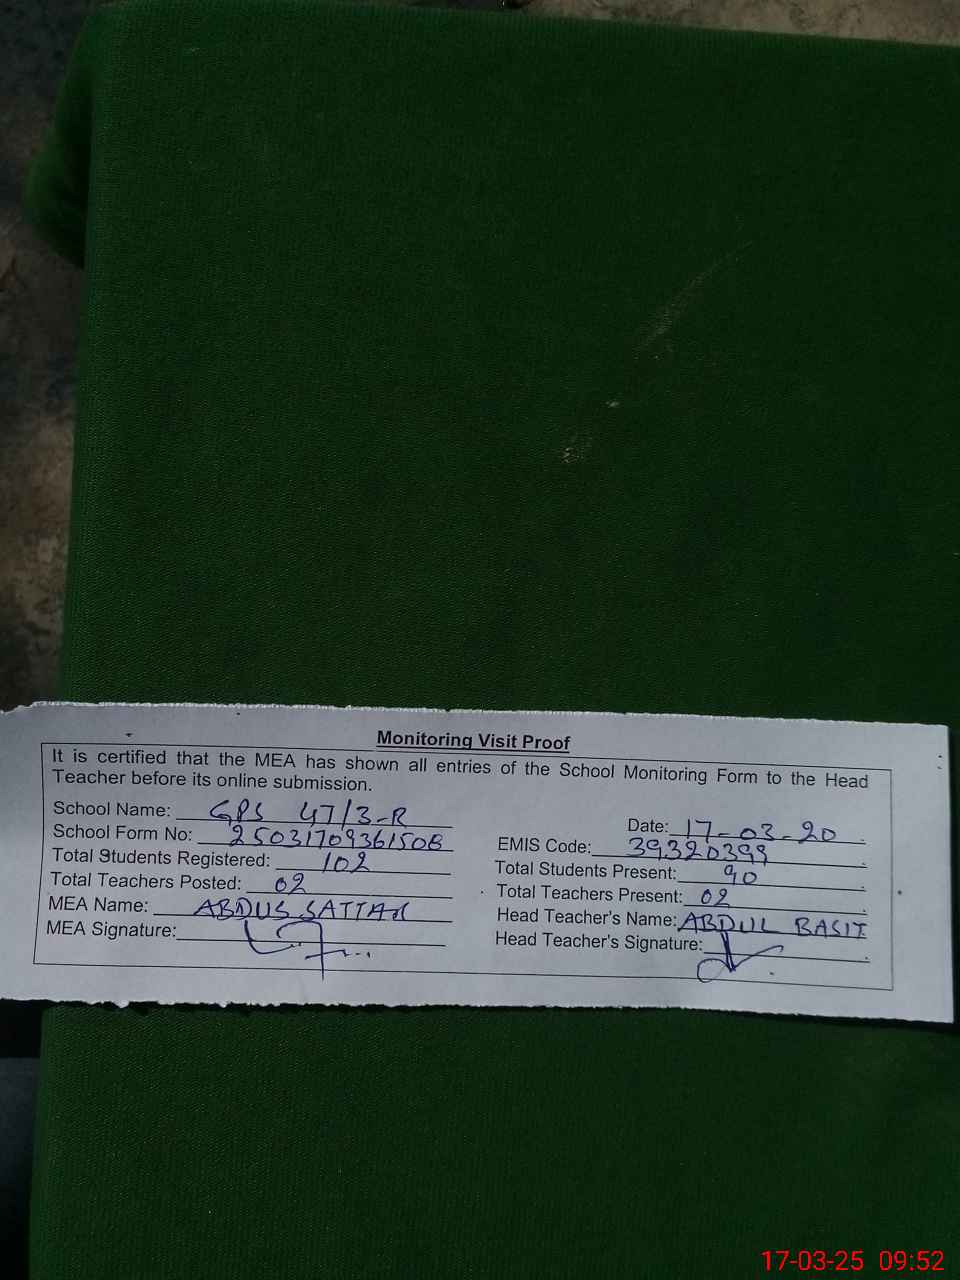 Monitoring Visit Proof
It is certified that the MEA has shown all entries of the School Monitoring Form to the Head
Teacher before its online submission.
School Name: GPS 47/3-R
Date: 17-03-20
School Form No: 25031709361508
EMIS Code: 39320399
Total Students Registered: 102
Total Students Present: 90
Total Teachers Posted: 02
Total Teachers Present: 02
MEA Name: ABDUS SATTAR
Head Teacher's Name: ABDUL BASIT
MEA Signature:
Head Teacher's Signature:
17-03-25 09:52